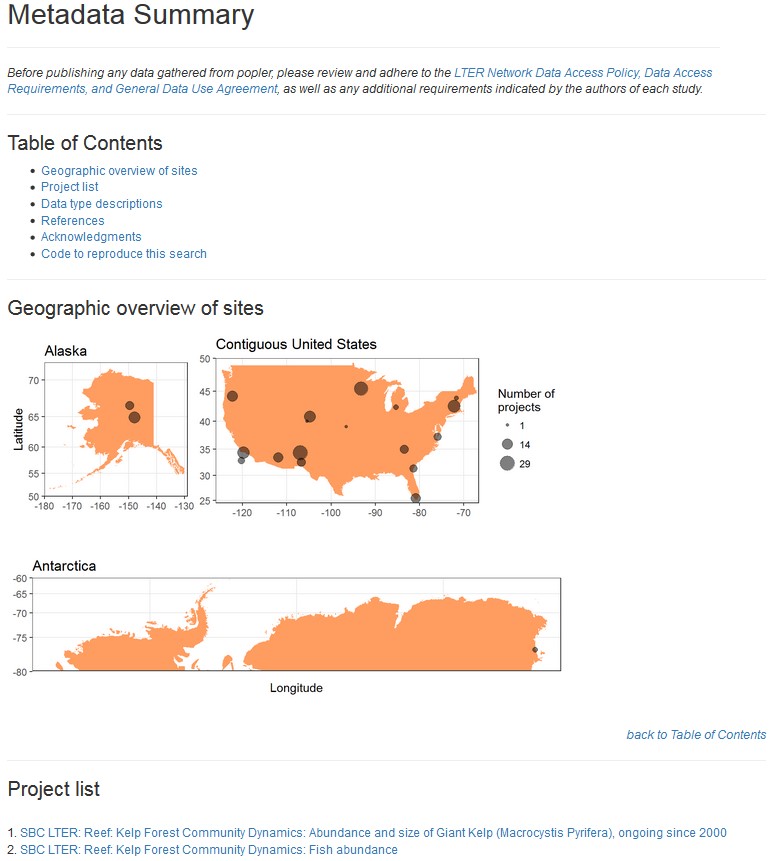 Metadata Summary
Before publishing any data gathered from popler, please review and adhere to the LTER Network Data Access Policy, Data Access
Requirements, and General Data Use Agreement, as well as any additional requirements indicated by the authors of each study.
Table of Contents
• Geographic overview of sites
• Project list
• Data type descriptions
• References
• Acknowledgments
• Code to reproduce this search
Geographic overview of sites
Alaska
Latitude
70
65
60
55
50
-180 -170 -160 -150 -140 -130
Contiguous United States
50
45
40
35
30
25
-120 -110 -100 -90 -80 -70
Number of
projects
1
14
29
Antarctica
-60
-65
-70
-75
-80
Longitude
back to Table of Contents
Project list
1. SBC LTER: Reef: Kelp Forest Community Dynamics: Abundance and size of Giant Kelp (Macrocystis Pyrifera), ongoing since 2000
2. SBC LTER: Reef: Kelp Forest Community Dynamics: Fish abundance